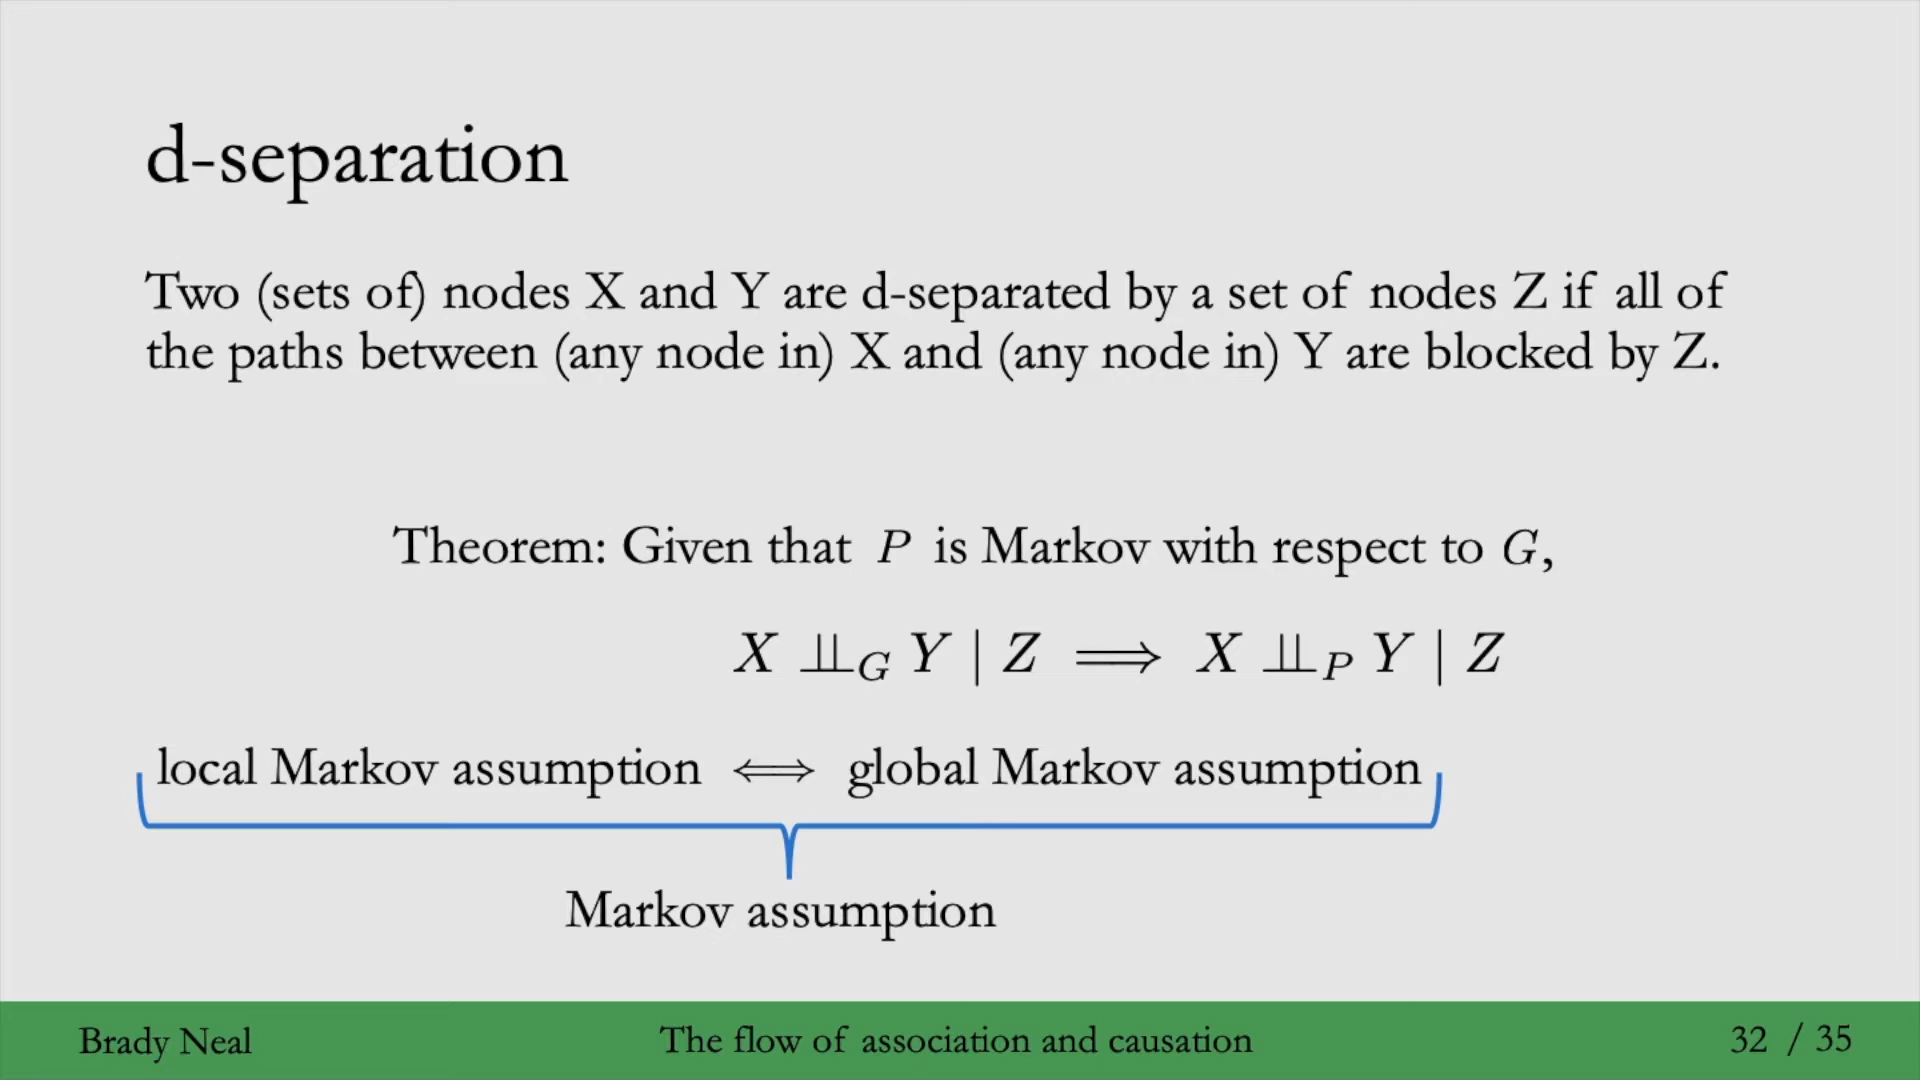 d-separation
Two (sets of) nodes X and Y are d-separated by a set of nodes Z if all of
the paths between (any node in) X and (any node in) Y are blocked by Z.
Theorem: Given that P is Markov with respect to G,
X ⫫_G Y | Z ⟹ X ⫫_P Y | Z
local Markov assumption ⟺ global Markov assumption
Markov assumption
Brady Neal The flow of association and causation 32 / 35